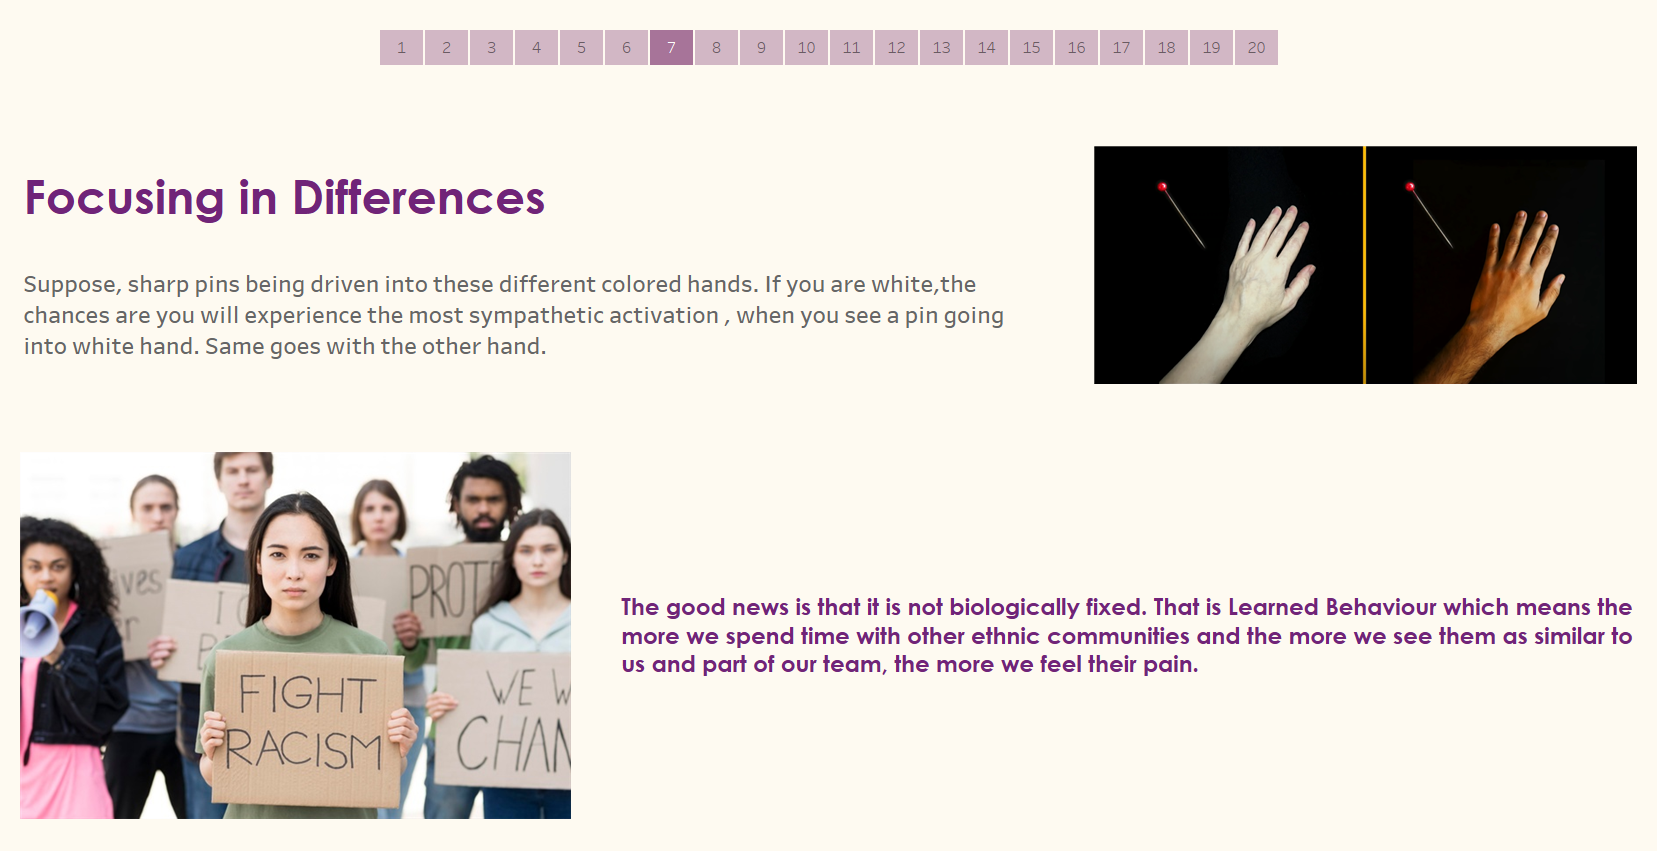 1 2 3 4 5 6 7 8 9 10 11 12 13 14 15 16 17 18 19 20
Focusing in Differences
Suppose, sharp pins being driven into these different colored hands. If you are white,the
chances are you will experience the most sympathetic activation , when you see a pin going
into white hand. Same goes with the other hand.
The good news is that it is not biologically fixed. That is Learned Behaviour which means the
more we spend time with other ethnic communities and the more we see them as similar to
us and part of our team, the more we feel their pain.
FIGHT
RACISM
PROT
WE W
CHAN